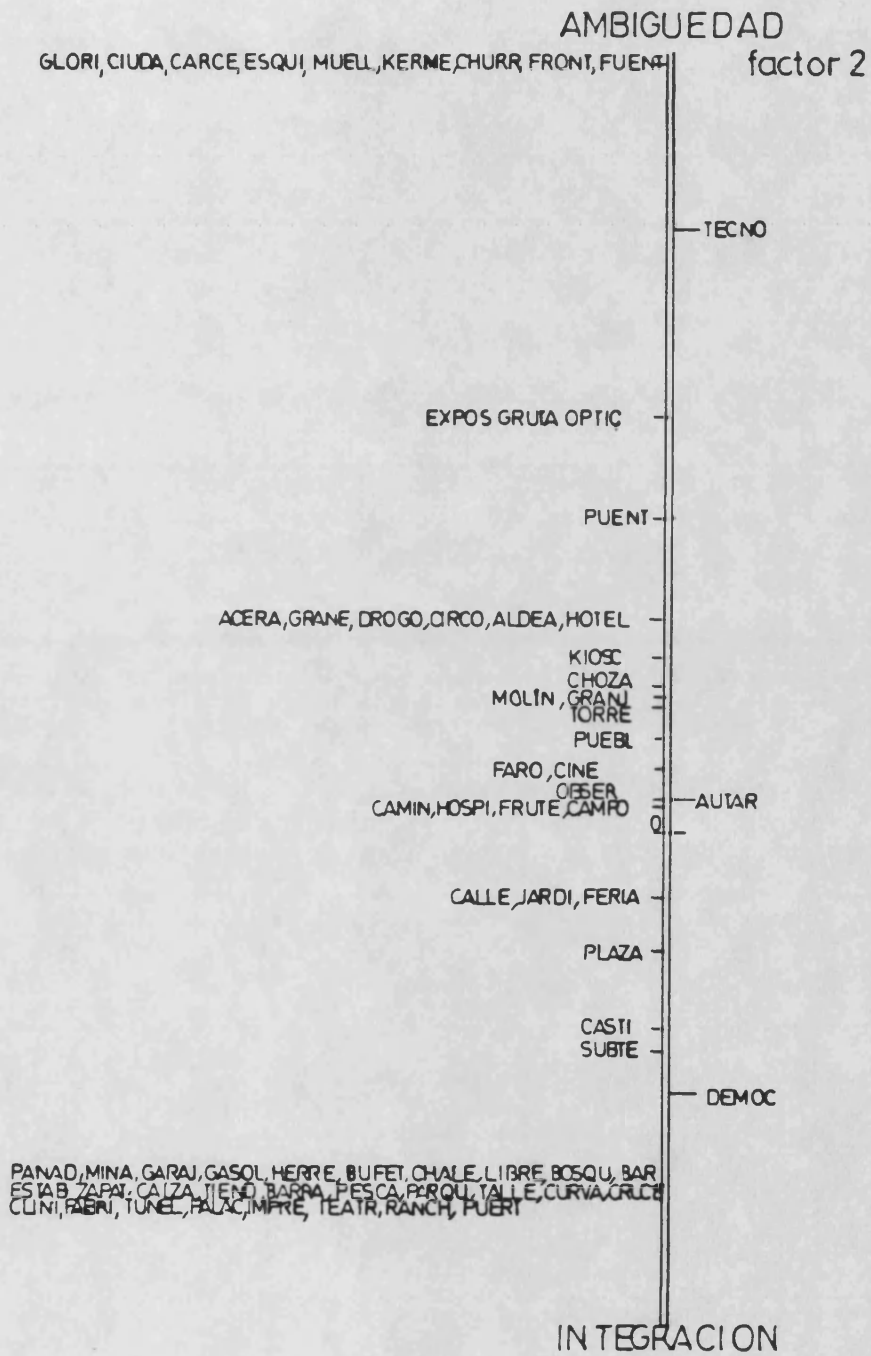 AMBIGUEDAD
factor 2
GLORI, CIUDA, CARCE, ESQUI, MUELL, KERME, CHURR, FRONT, FUENT
TECNO
EXPOS GRUTA OPTIC
PUENT
ACERA, GRANE, DROGO, CIRCO, ALDEA, HOTEL
KIOSC
CHOZA
MOLIN, GRANJ
TORRE
PUEBL
FARO, CINE
OBSER
AUTAR
CAMIN, HOSPI, FRUTE, CAMPO
0
CALLE, JARDI, FERIA
PLAZA
CASTI
SUBTE
DEMOC
PANAD, MINA, GARAJ, GASOL, HERRE, BUFET, CHALE, LIBRE, BOSQU, BAR
ESTAB, ZAPAT, CALZA, TIEND, BARRA, PESCA, PARQU, TALLE, CURVA, CRUCE
CLINI, FABRI, TUNEL, PALAC, IMPRE, TEATR, RANCH, PUERT
INTEGRACION